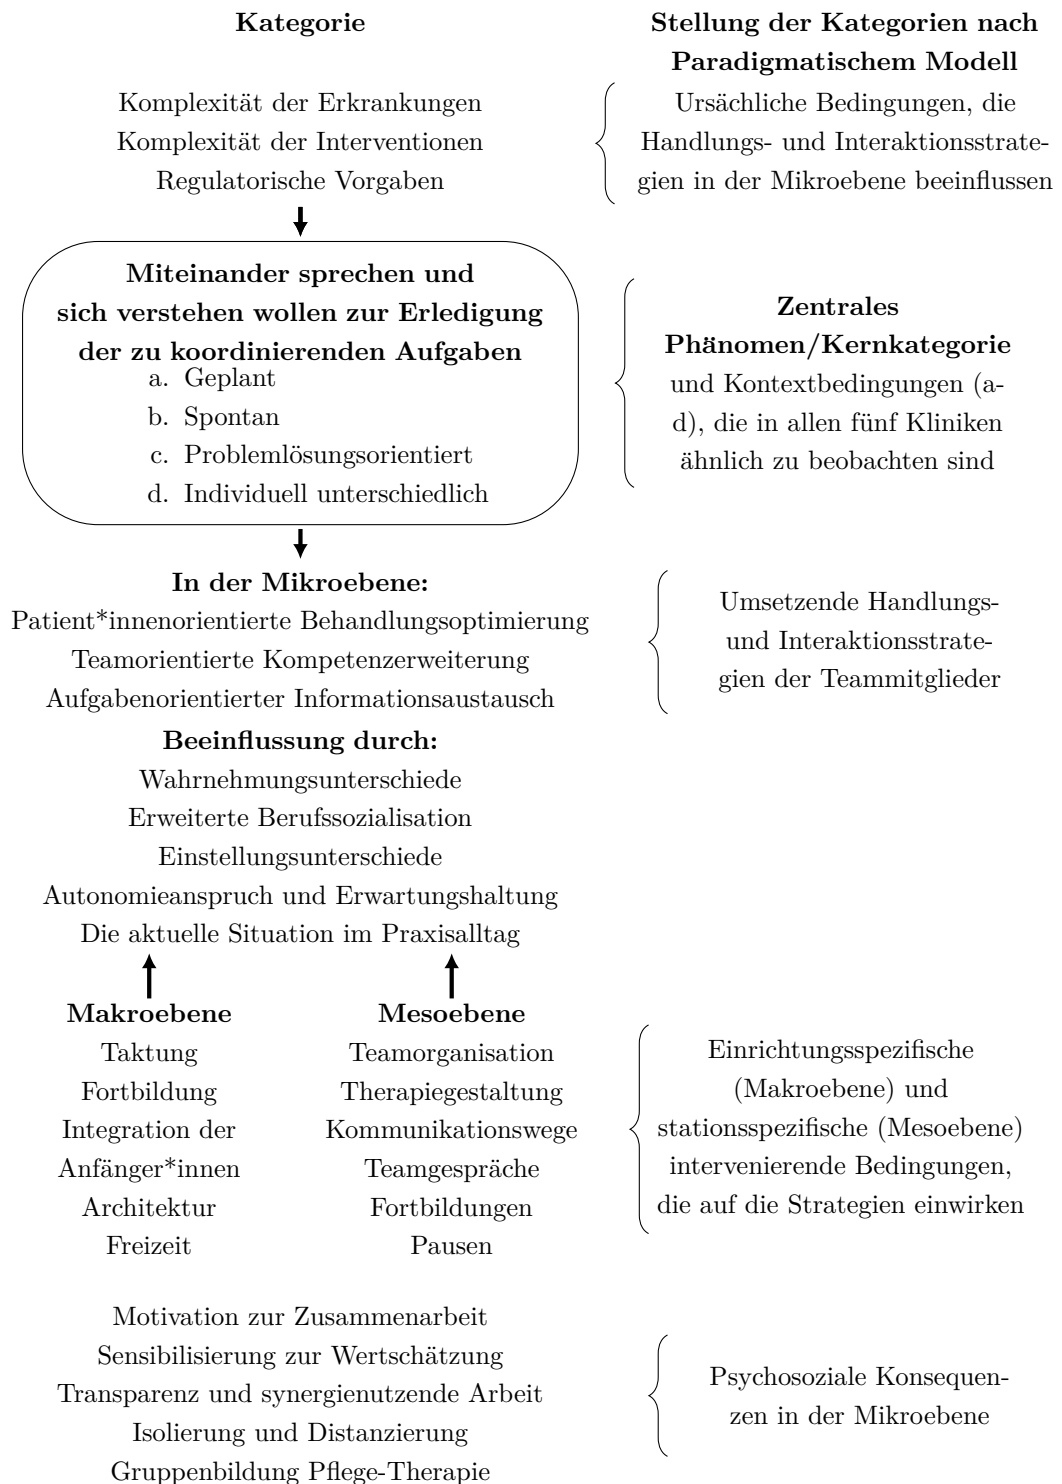 Kategorie
Stellung der Kategorien nach
Paradigmatischem Modell
Komplexität der Erkrankungen
Komplexität der Interventionen
Regulatorische Vorgaben
Ursächliche Bedingungen, die
Handlungs- und Interaktionsstrate-
gien in der Mikroebene beeinflussen
Miteinander sprechen und
sich verstehen wollen zur Erledigung
der zu koordinierenden Aufgaben
a. Geplant
b. Spontan
c. Problemlösungsorientiert
d. Individuell unterschiedlich
Zentrales
Phänomen/Kernkategorie
und Kontextbedingungen (a-
d), die in allen fünf Kliniken
ähnlich zu beobachten sind
In der Mikroebene:
Patient*innenorientierte Behandlungsoptimierung
Teamorientierte Kompetenzerweiterung
Aufgabenorientierter Informationsaustausch
Umsetzende Handlungs-
und Interaktionsstrate-
gien der Teammitglieder
Beeinflussung durch:
Wahrnehmungsunterschiede
Erweiterte Berufssozialisation
Einstellungsunterschiede
Autonomieanspruch und Erwartungshaltung
Die aktuelle Situation im Praxisalltag
Makroebene
Taktung
Fortbildung
Integration der
Anfänger*innen
Architektur
Freizeit
Mesoebene
Teamorganisation
Therapiegestaltung
Kommunikationswege
Teamgespräche
Fortbildungen
Pausen
Einrichtungsspezifische
(Makroebene) und
stationsspezifische (Mesoebene)
intervenierende Bedingungen,
die auf die Strategien einwirken
Motivation zur Zusammenarbeit
Sensibilisierung zur Wertschätzung
Transparenz und synergienutzende Arbeit
Isolierung und Distanzierung
Gruppenbildung Pflege-Therapie
Psychosoziale Konsequen-
zen in der Mikroebene